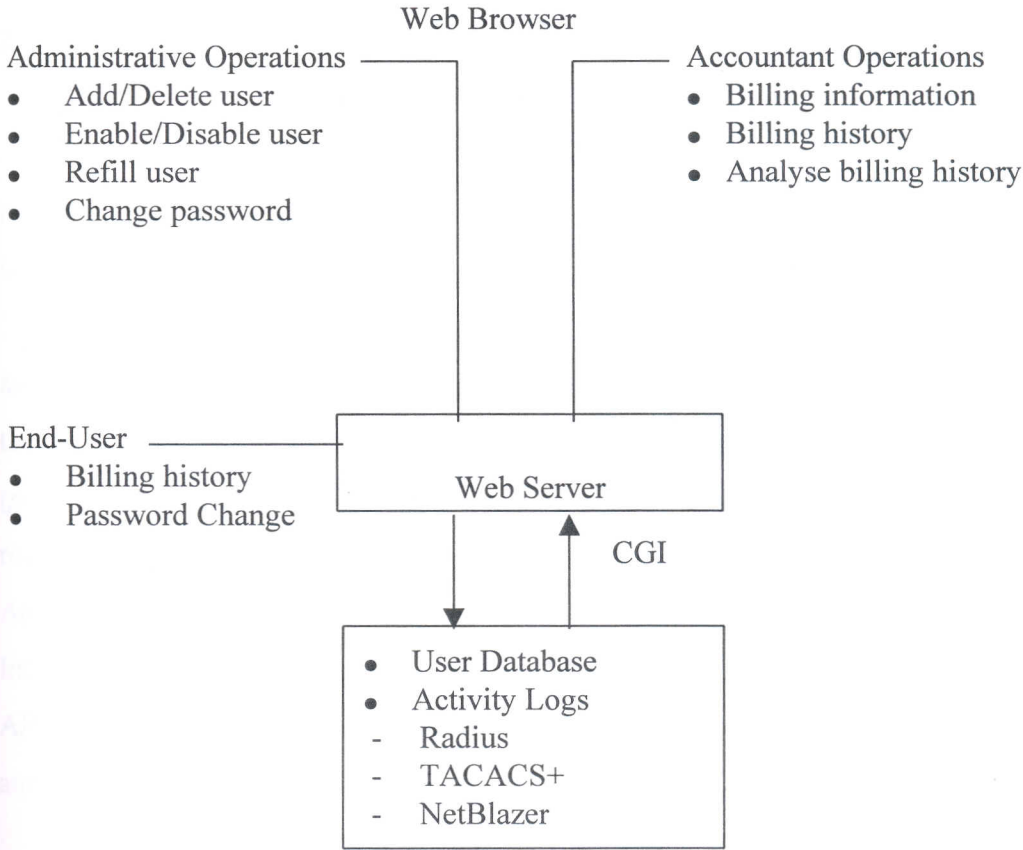 Web Browser
Administrative Operations
• Add/Delete user
• Enable/Disable user
• Refill user
• Change password
Accountant Operations
• Billing information
• Billing history
• Analyse billing history
End-User
• Billing history
• Password Change
Web Server
CGI
• User Database
• Activity Logs
- Radius
- TACACS+
- NetBlazer